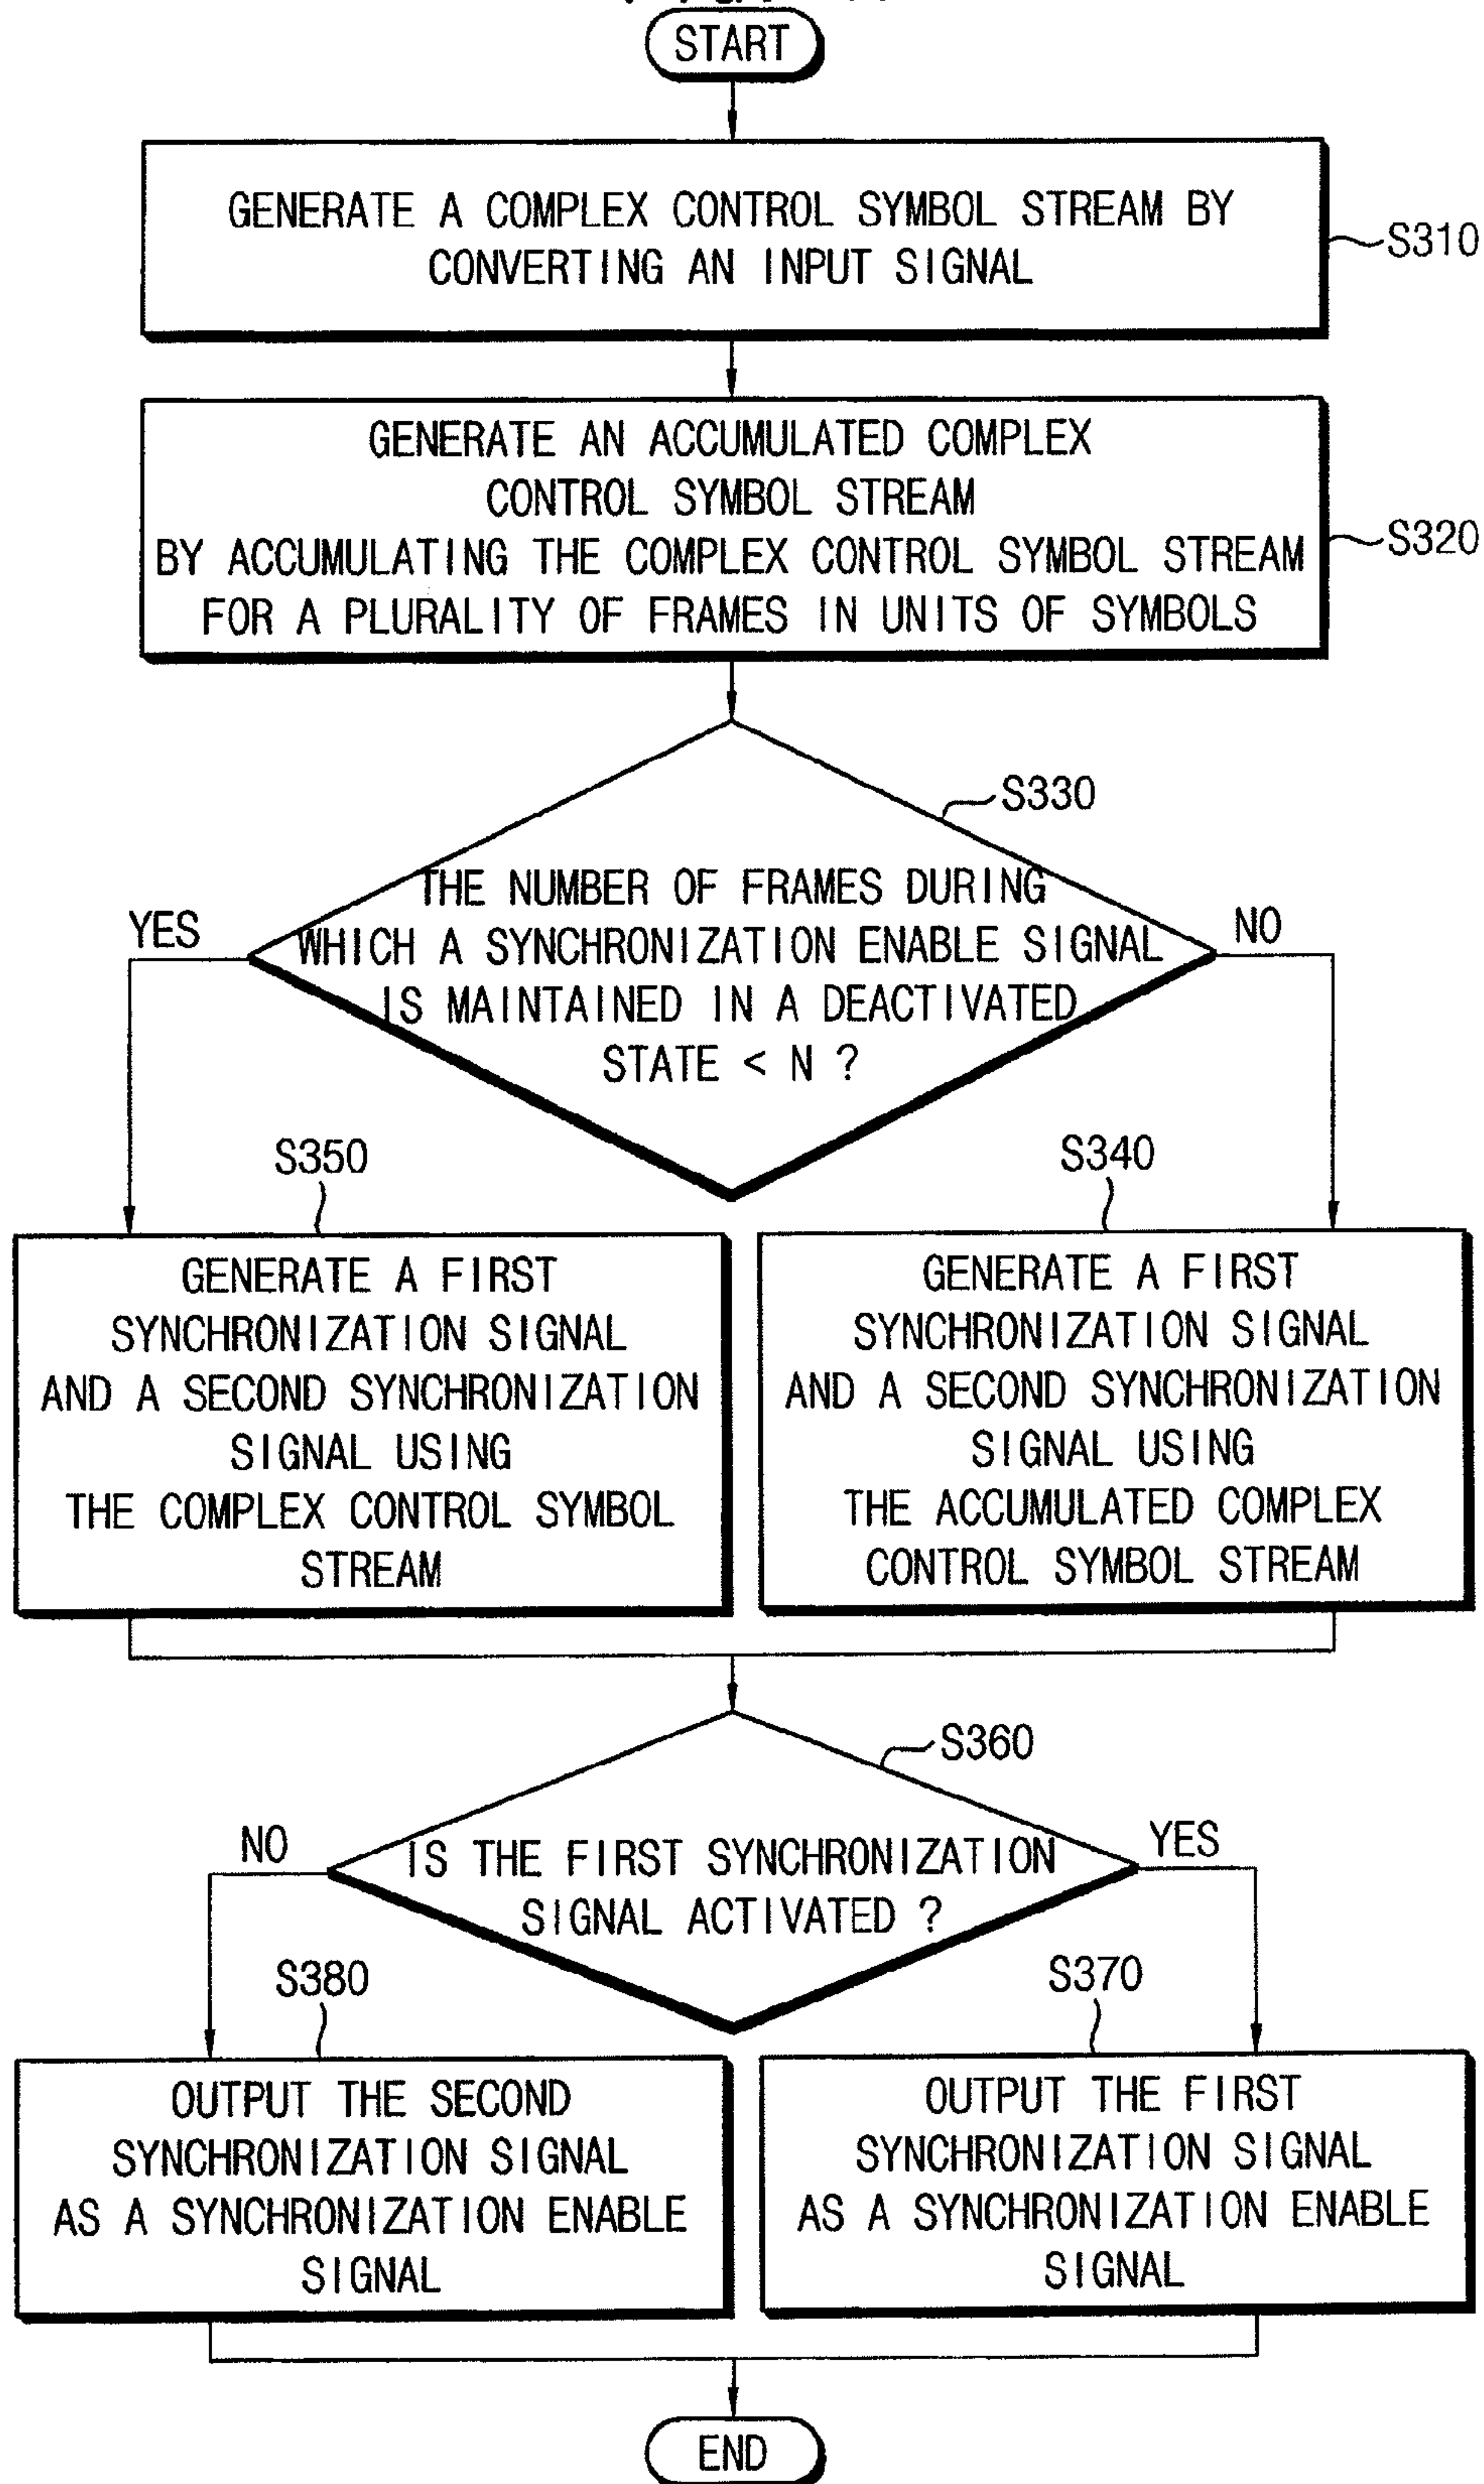 START
GENERATE A COMPLEX CONTROL SYMBOL STREAM BY
CONVERTING AN INPUT SIGNAL
S310
GENERATE AN ACCUMULATED COMPLEX
CONTROL SYMBOL STREAM
BY ACCUMULATING THE COMPLEX CONTROL SYMBOL STREAM
FOR A PLURALITY OF FRAMES IN UNITS OF SYMBOLS
S320
S330
THE NUMBER OF FRAMES DURING
WHICH A SYNCHRONIZATION ENABLE SIGNAL
IS MAINTAINED IN A DEACTIVATED
STATE < N ?
YES
NO
S350
GENERATE A FIRST
SYNCHRONIZATION SIGNAL
AND A SECOND SYNCHRONIZATION
SIGNAL USING
THE COMPLEX CONTROL SYMBOL
STREAM
S340
GENERATE A FIRST
SYNCHRONIZATION SIGNAL
AND A SECOND SYNCHRONIZATION
SIGNAL USING
THE ACCUMULATED COMPLEX
CONTROL SYMBOL STREAM
S360
IS THE FIRST SYNCHRONIZATION
SIGNAL ACTIVATED ?
NO
YES
S380
OUTPUT THE SECOND
SYNCHRONIZATION SIGNAL
AS A SYNCHRONIZATION ENABLE
SIGNAL
S370
OUTPUT THE FIRST
SYNCHRONIZATION SIGNAL
AS A SYNCHRONIZATION ENABLE
SIGNAL
END